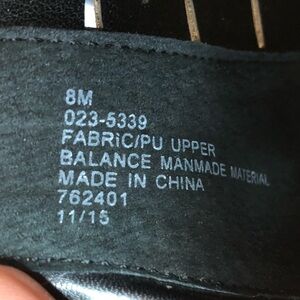 8M
023-5339
FABRIC/PU UPPER
BALANCE MANMADE MATERIAL
MADE IN CHINA
762401
11/15